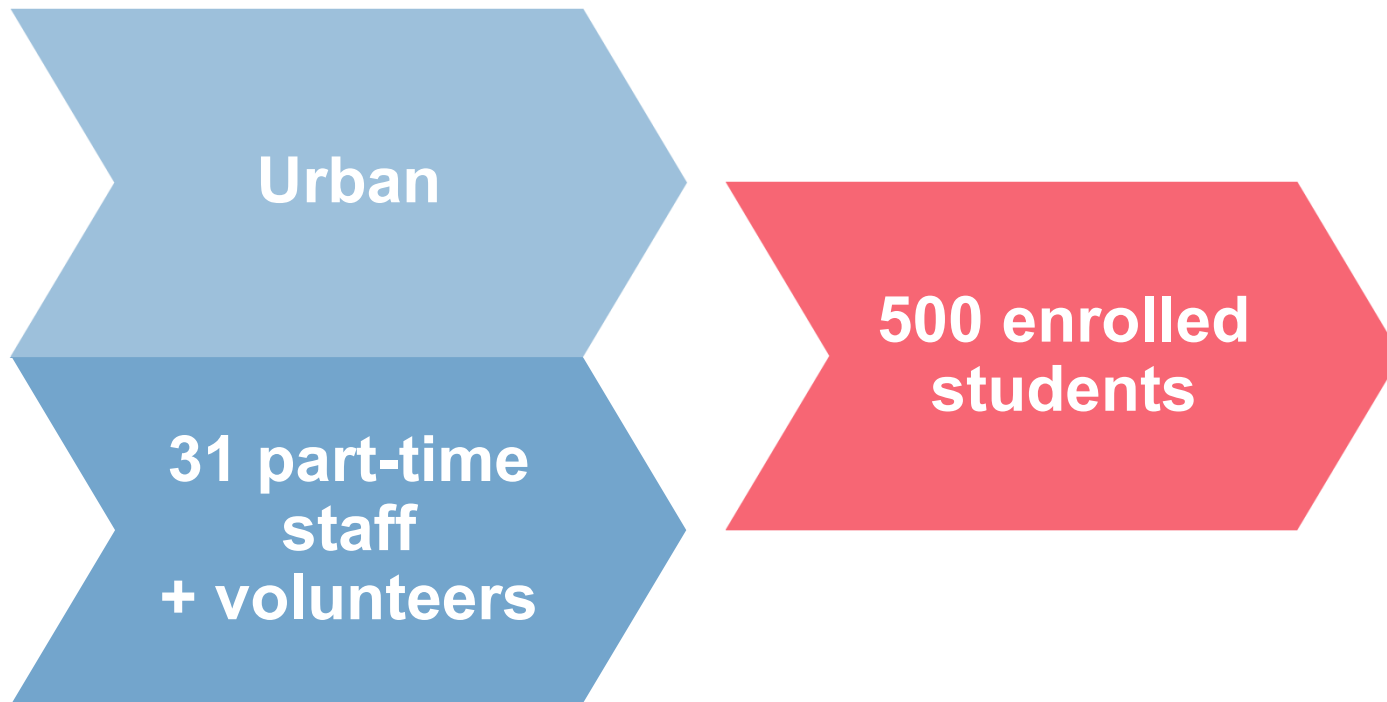 Urban
31 part-time
staff
+ volunteers
500 enrolled
students